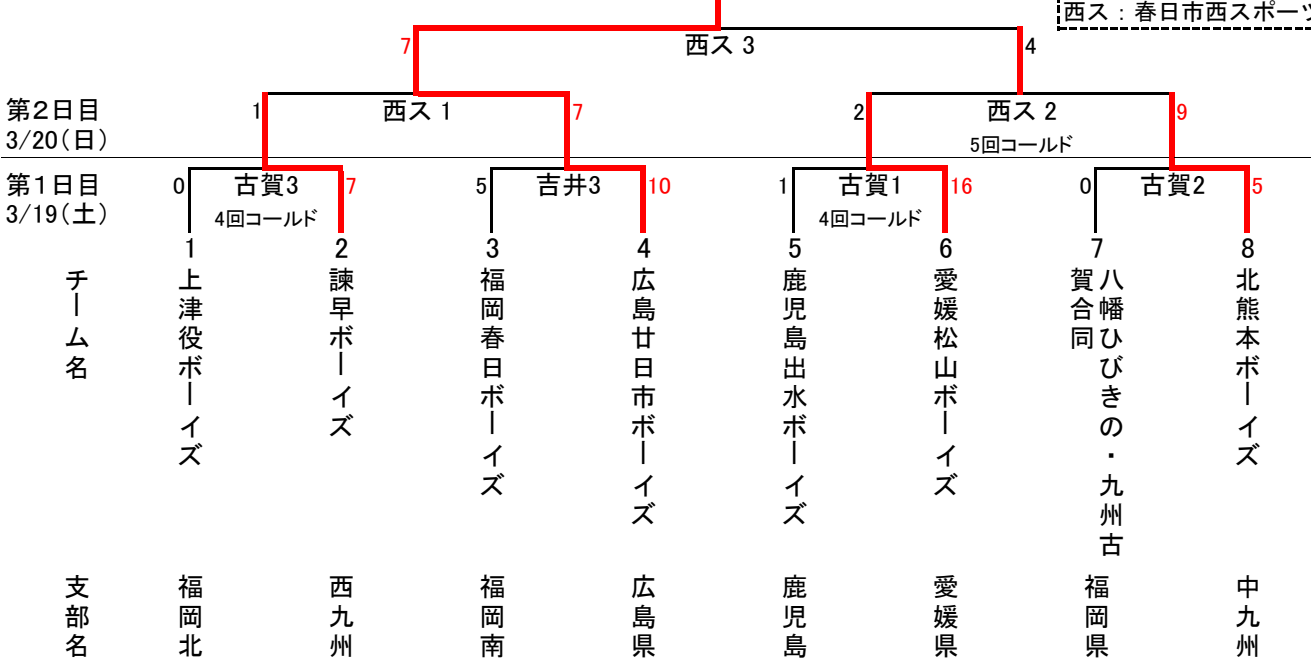 西ス：春日市西スポーツ
7
西ス 3
4
第2日目
3/20(日)
1
西ス 1
7
2
西ス 2
9
5回コールド
第1日目
3/19(土)
0
古賀3
7
4回コールド
5
吉井3
10
1
古賀1
16
4回コールド
0
古賀2
5
1
2
3
4
5
6
7
8
チーム名
上津役ボーイズ
諫早ボーイズ
福岡春日ボーイズ
広島廿日市ボーイズ
鹿児島出水ボーイズ
愛媛松山ボーイズ
八幡ひびきの・九州古
賀合同
北熊本ボーイズ
支部名
福岡北
西九州
福岡南
広島県
鹿児島
愛媛県
福岡県
中九州